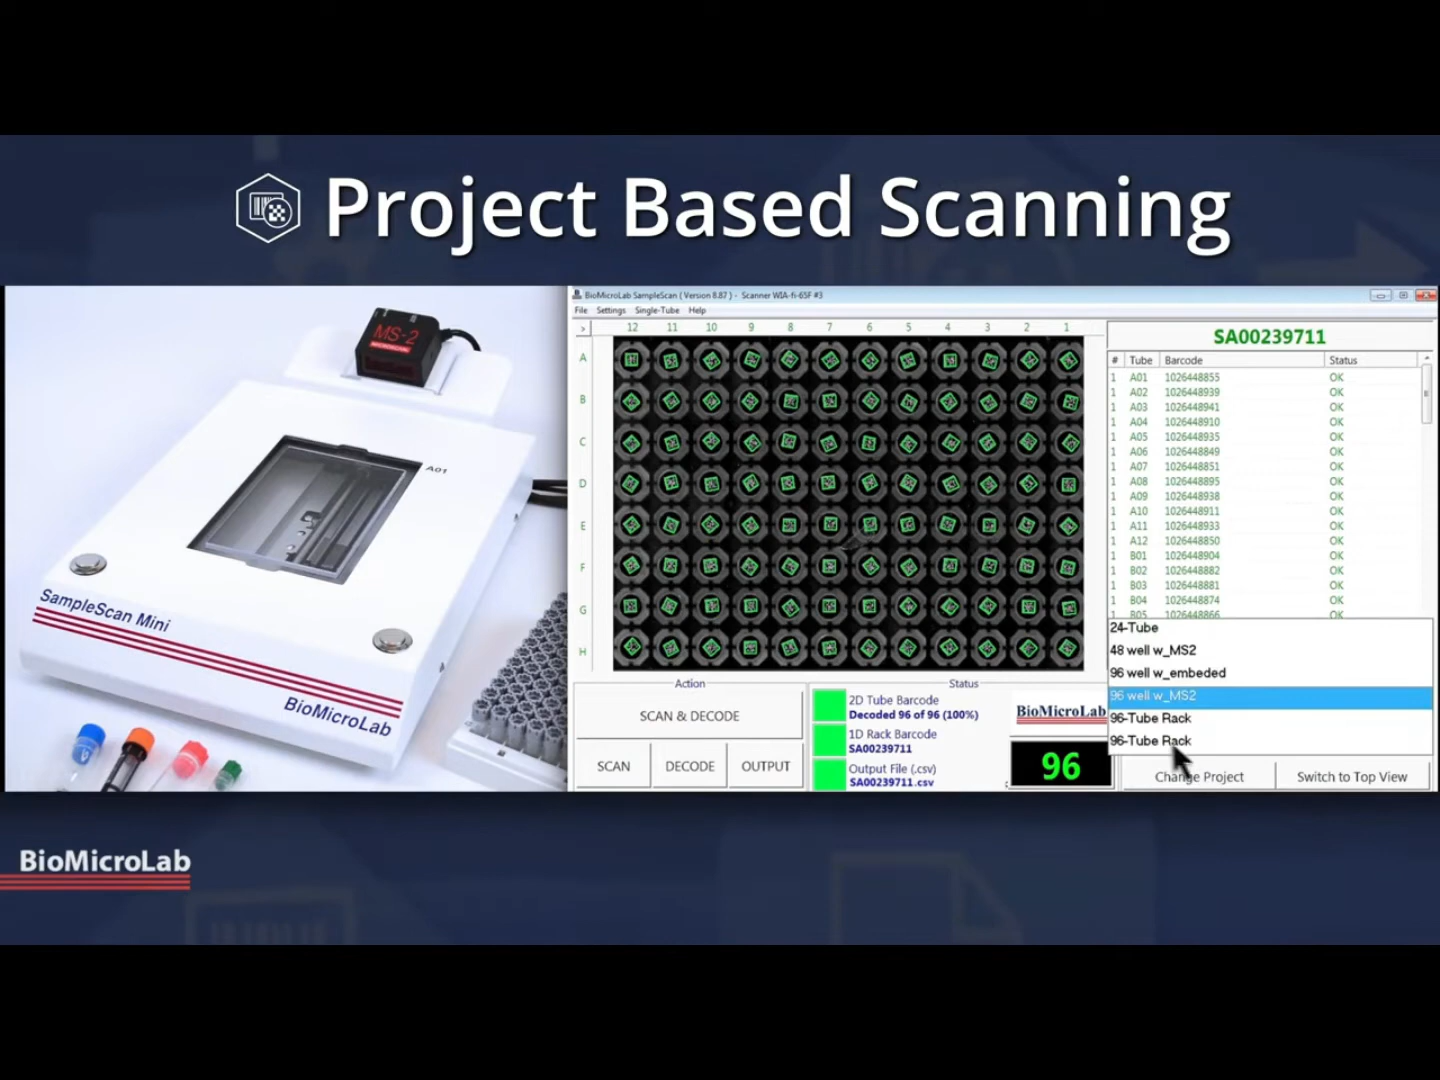 Project Based Scanning
MS-2
MICROSCAN
A01
SampleScan Mini
BioMicroLab
BioMicroLab SampleScan ( Version 8.87 ) - Scanner WIA-fi-65F #3
File Settings Single-Tube Help
> 12 11 10 9 8 7 6 5 4 3 2 1
A
B
C
D
E
F
G
H
SA00239711
# Tube Barcode Status
1 A01 1026448855 OK
1 A02 1026448939 OK
1 A03 1026448941 OK
1 A04 1026448910 OK
1 A05 1026448935 OK
1 A06 1026448849 OK
1 A07 1026448851 OK
1 A08 1026448895 OK
1 A09 1026448938 OK
1 A10 1026448911 OK
1 A11 1026448933 OK
1 A12 1026448850 OK
1 B01 1026448904 OK
1 B02 1026448882 OK
1 B03 1026448881 OK
1 B04 1026448874 OK
1 B05 1026448866 OK
24-Tube
48 well w_MS2
96 well w_embeded
96 well w_MS2
96-Tube Rack
96-Tube Rack
Change Project Switch to Top View
Action
SCAN & DECODE
SCAN DECODE OUTPUT
Status
2D Tube Barcode
Decoded 96 of 96 (100%)
1D Rack Barcode
SA00239711
Output File (.csv)
SA00239711.csv
BioMicroLab
96
BioMicroLab